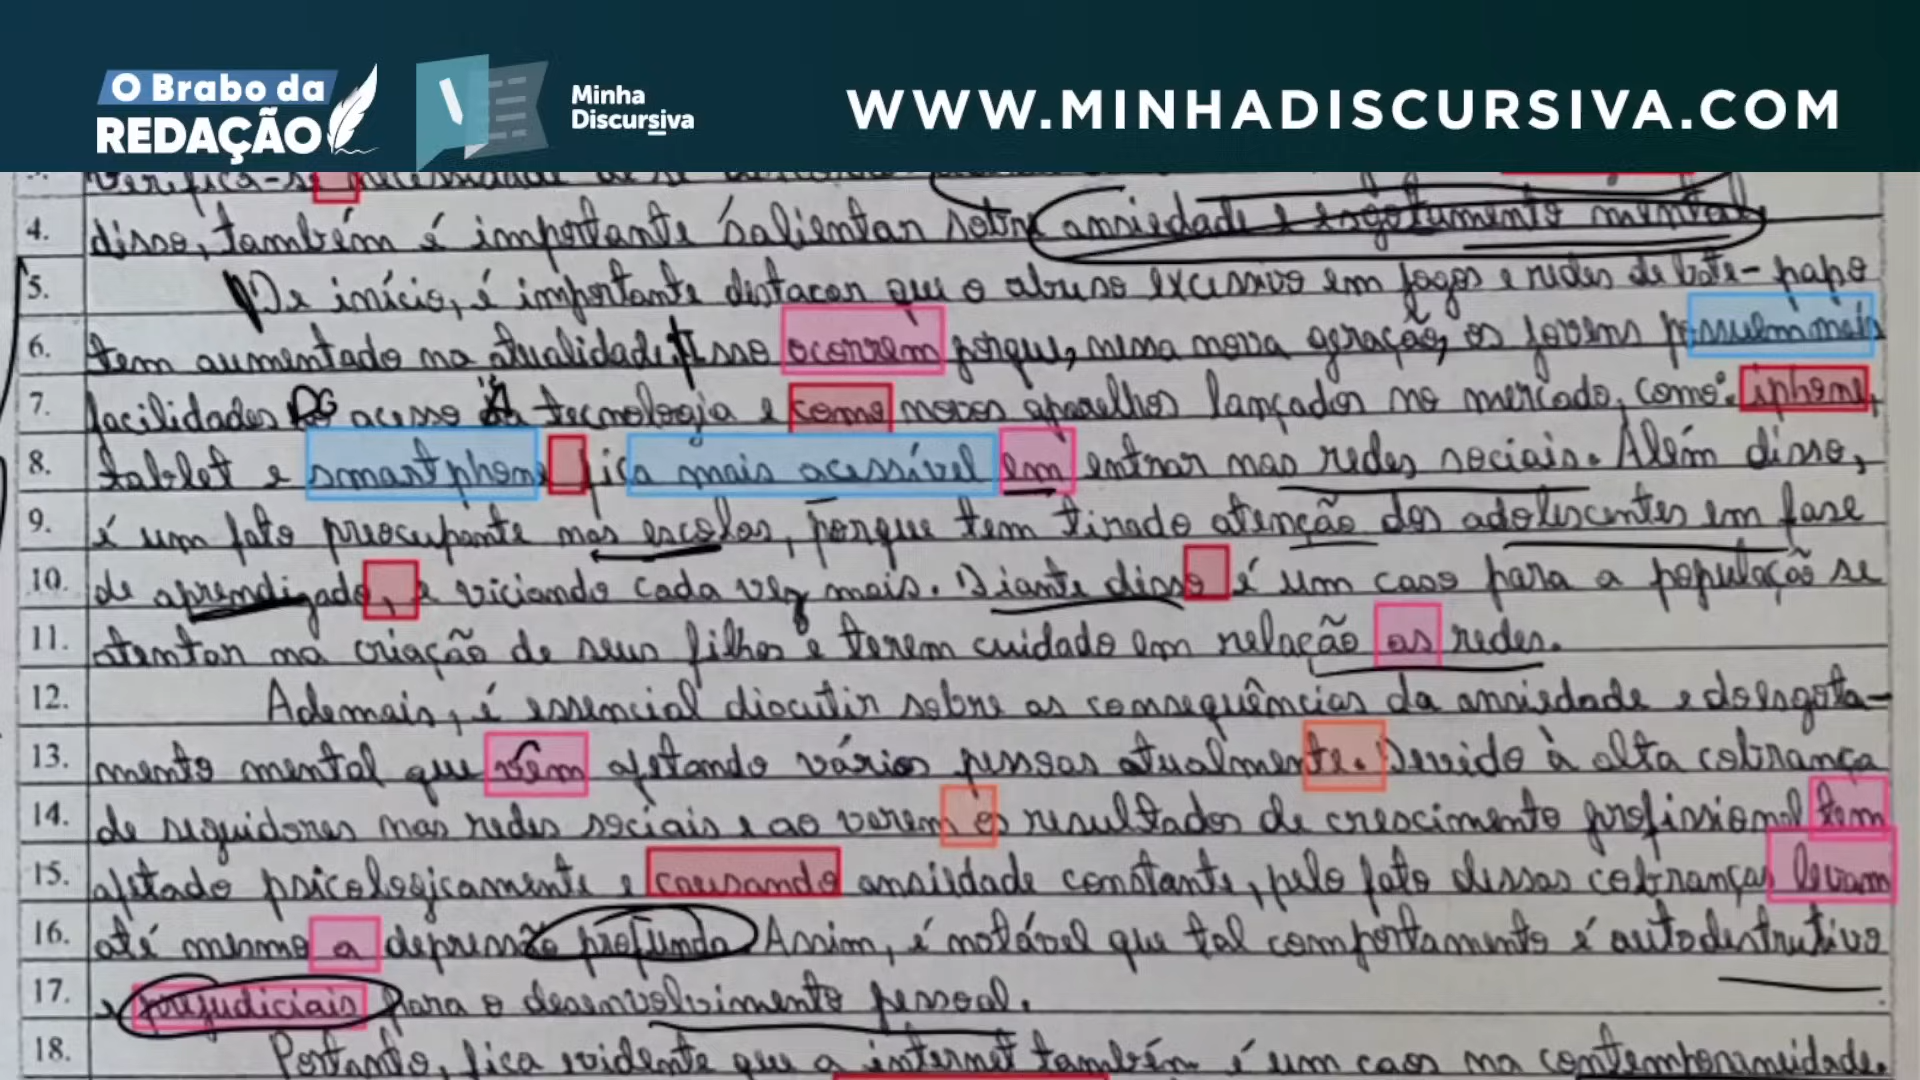 O Brabo da
REDAÇÃO
Minha
Discursiva
WWW.MINHADISCURSIVA.COM
Verifica-se necessidade de se
4. disso, também é importante salientar sobre ansiedade e esgotamento mental.
5. De início, é importante destacar que o abuso excessivo em jogos e redes de bate-papo
6. tem aumentado na atualidade. Isso ocorrem porque, nessa nova geração, os jovens possuem mais
7. facilidades acesso tecnologia e como novos aparelhos lançados no mercado, como: iphone,
8. tablet e smartphone fica mais acessível em entrar nas redes sociais. Além disso,
9. é um fato preocupante nas escolas, porque tem tirado atenção dos adolescentes em fase
10. de aprendizado, e viciando cada vez mais. Diante disso é um caso para a população se
11. atentar na criação de seus filhos e terem cuidado em relação as redes.
12. Ademais, é essencial discutir sobre as consequências da ansiedade e do esgota-
13. mento mental que vem afetando vários pessoas atualmente. Devido à alta cobrança
14. de seguidores nas redes sociais e ao verem os resultados de crescimento profissional tem
15. afetado psicologicamente e causando ansiedade constante, pelo fato dessas cobranças levam
16. até mesmo a depressão profunda. Assim, é notável que tal comportamento é autodestrutivo
17. e prejudiciais para o desenvolvimento pessoal.
18. Portanto, fica evidente que a internet também é um caos na contemporaneidade.